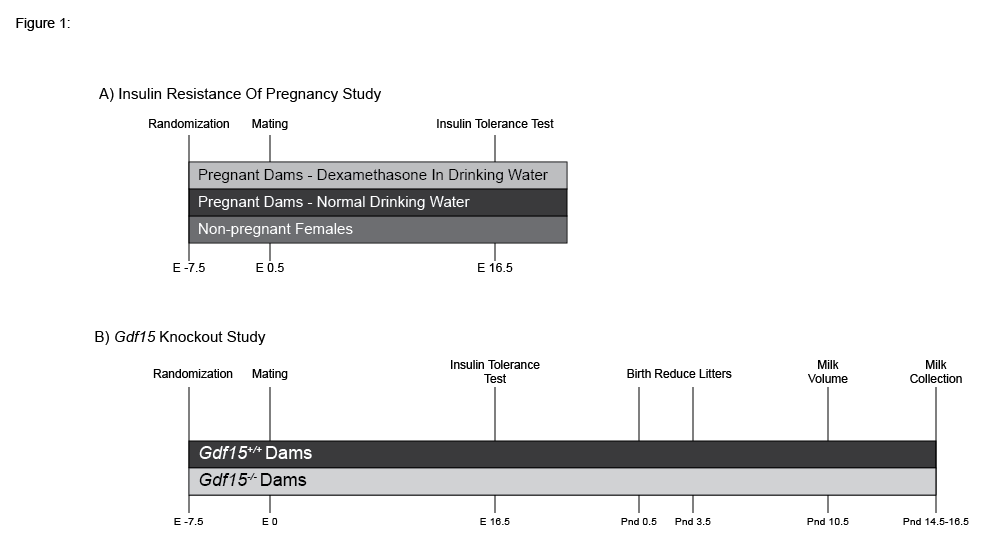 Figure 1:
A) Insulin Resistance Of Pregnancy Study
Randomization Mating Insulin Tolerance Test
Pregnant Dams - Dexamethasone In Drinking Water
Pregnant Dams - Normal Drinking Water
Non-pregnant Females
E -7.5 E 0.5 E 16.5
B) Gdf15 Knockout Study
Randomization Mating Insulin Tolerance
Test Birth Reduce Litters Milk
Volume Milk
Collection
Gdf15+/+ Dams
Gdf15-/- Dams
E -7.5 E 0 E 16.5 Pnd 0.5 Pnd 3.5 Pnd 10.5 Pnd 14.5-16.5